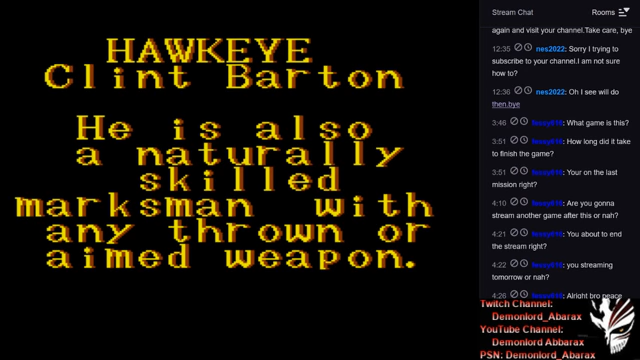 HAWKEYE
Clint Barton
He is also
a naturally
skilled
marksman with
any thrown or
aimed weapon.
Stream Chat
Rooms
again and visit your channel.Take care, bye
12:35 nes2022: Sorry I trying to
subscribe to your channel.I am not sure
how to?
12:36 nes2022: Oh I see will do
then.bye
3:46 : What game is this?
3:51 : How long did it take
to finish the game?
3:51 : Your on the last
mission right?
4:10 : Are you gonna
stream another game after this or nah?
4:21 : You about to end
the stream right?
4:22 : you streaming
tomorrow or nah?
4:26 : Alright bro peace
Twitch Channel:
Demonlord_Abarax
YouTube Channel:
Demonlord Abbarax
PSN: Demonlord_Abarax